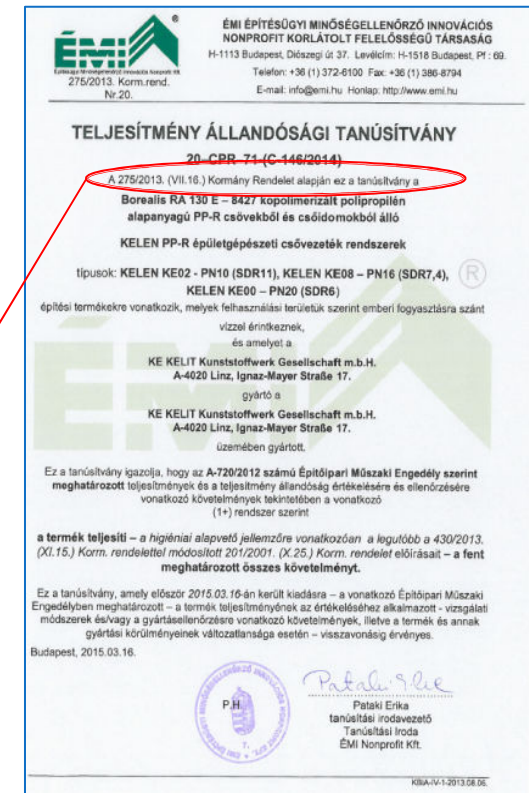 ÉMI ÉPÍTÉSÜGYI MINŐSÉGELLENŐRZŐ INNOVÁCIÓS
NONPROFIT KORLÁTOLT FELELŐSSÉGŰ TÁRSASÁG
H-1113 Budapest, Diószegi út 37. Levélcím: H-1518 Budapest, Pf : 69.
Telefon: +36 (1) 372-6100 Fax: +36 (1) 386-8794
E-mail: info@emi.hu Honlap: http://www.emi.hu
ÉMI
®
Építésügyi Minőségellenőrző Innovációs Nonprofit Kft.
275/2013. Korm.rend.
Nr.20.
TELJESÍTMÉNY ÁLLANDÓSÁGI TANÚSÍTVÁNY
20–CPR–71-(C-146/2014)
A 275/2013. (VII.16.) Kormány Rendelet alapján ez a tanúsítvány a
Borealis RA 130 E – 8427 kopolimerizált polipropilén
alapanyagú PP-R csövekből és csőidomokból álló
KELEN PP-R épületgépészeti csővezeték rendszerek
típusok: KELEN KE02 - PN10 (SDR11), KELEN KE08 – PN16 (SDR7,4),
KELEN KE00 – PN20 (SDR6)
®
építési termékekre vonatkozik, melyek felhasználási területük szerint emberi fogyasztásra szánt
vízzel érintkeznek,
és amelyet a
KE KELIT Kunststoffwerk Gesellschaft m.b.H.
A-4020 Linz, Ignaz-Mayer Straße 17.
gyártó a
KE KELIT Kunststoffwerk Gesellschaft m.b.H.
A-4020 Linz, Ignaz-Mayer Straße 17.
üzemében gyártott.
ÉMI
Ez a tanúsítvány igazolja, hogy az A-720/2012 számú Építőipari Műszaki Engedély szerint
meghatározott teljesítmények és a teljesítmény állandóság értékelésére és ellenőrzésére
vonatkozó követelmények tekintetében a vonatkozó
(1+) rendszer szerint
a termék teljesíti – a higiéniai alapvető jellemzőre vonatkozóan a legutóbb a 430/2013.
(XI.15.) Korm. rendelettel módosított 201/2001. (X.25.) Korm. rendelet előírásait – a fent
meghatározott összes követelményt.
Ez a tanúsítvány, amely először 2015.03.16-án került kiadásra – a vonatkozó Építőipari Műszaki
Engedélyben meghatározott – a termék teljesítményének az értékeléséhez alkalmazott - vizsgálati
módszerek és/vagy a gyártásellenőrzésre vonatkozó követelmények, illetve a termék és annak
gyártási körülményeinek változatlansága esetén – visszavonásig érvényes.
Budapest, 2015.03.16.
P.H.
Pataki Erika
tanúsítási irodavezető
Tanúsítási Iroda
ÉMI Nonprofit Kft.
KBIA-IV-1-2013.08.06.